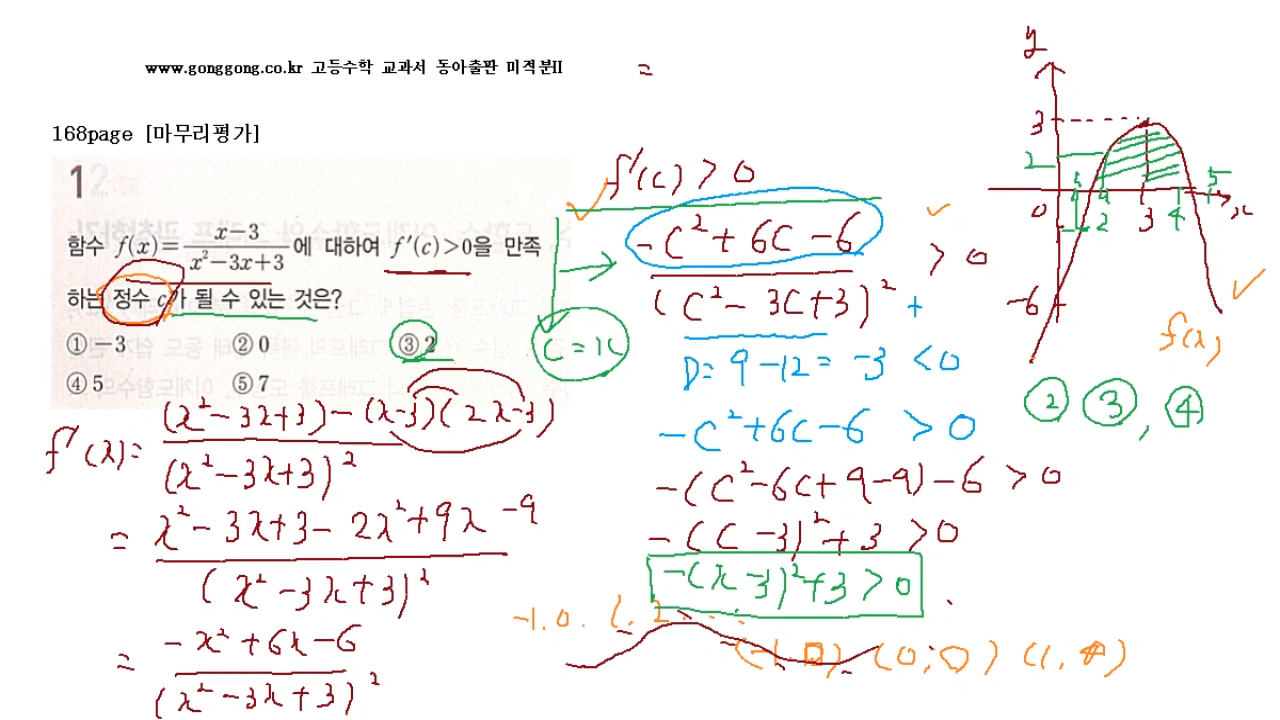 www.gonggong.co.kr 고등수학 교과서 동아출판 미적분II
=
168page [마무리평가]
12
함수 f(x)= (x-3)/(x²-3x+3) 에 대하여 f'(c)>0을 만족
하는 정수 c가 될 수 있는 것은?
① -3 ② 0 ③ 2
④ 5 ⑤ 7
f'(x)= ((x²-3x+3)-(x-3)(2x-3))/(x²-3x+3)²
= (x²-3x+3-2x²+9x-9)/(x²-3x+3)²
= (-x²+6x-6)/(x²-3x+3)²
f'(c)>0
(-c²+6c-6)/(c²-3c+3)² > 0
+
c=x
D=9-12=-3<0
-c²+6c-6>0
-(c²-6c+9-9)-6>0
-(c-3)²+3>0
-(x-3)²+3>0
-1.0.1.2.....
(-1,0) (0,0) (1,
y
3
2
0 2 3 4 5 x
-6
f(x)
② ③, ④